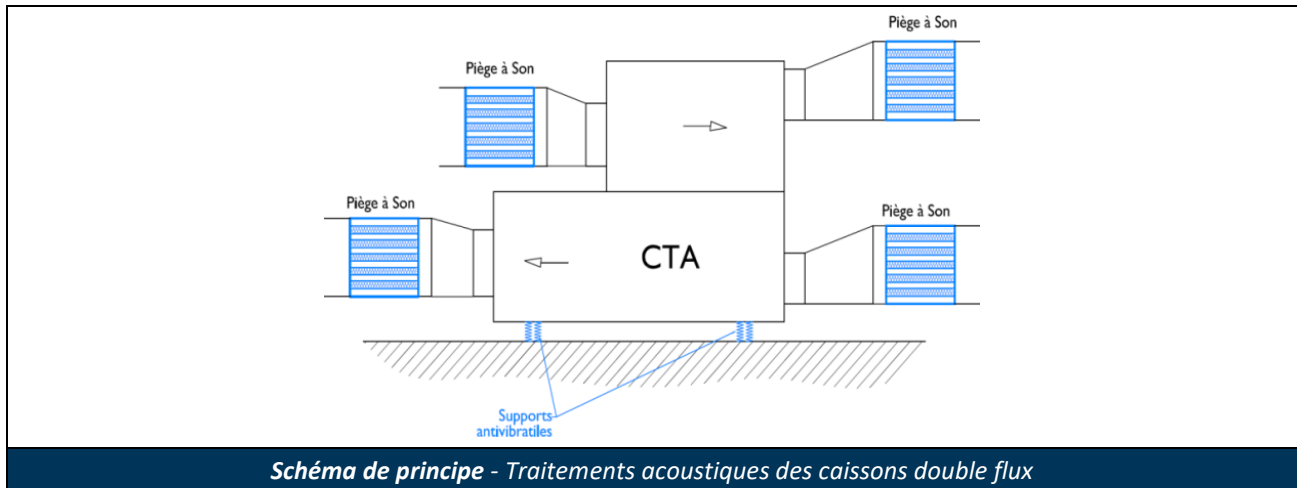 Piège à Son
Piège à Son
Piège à Son
Piège à Son
CTA
Supports
antivibratiles
Schéma de principe - Traitements acoustiques des caissons double flux